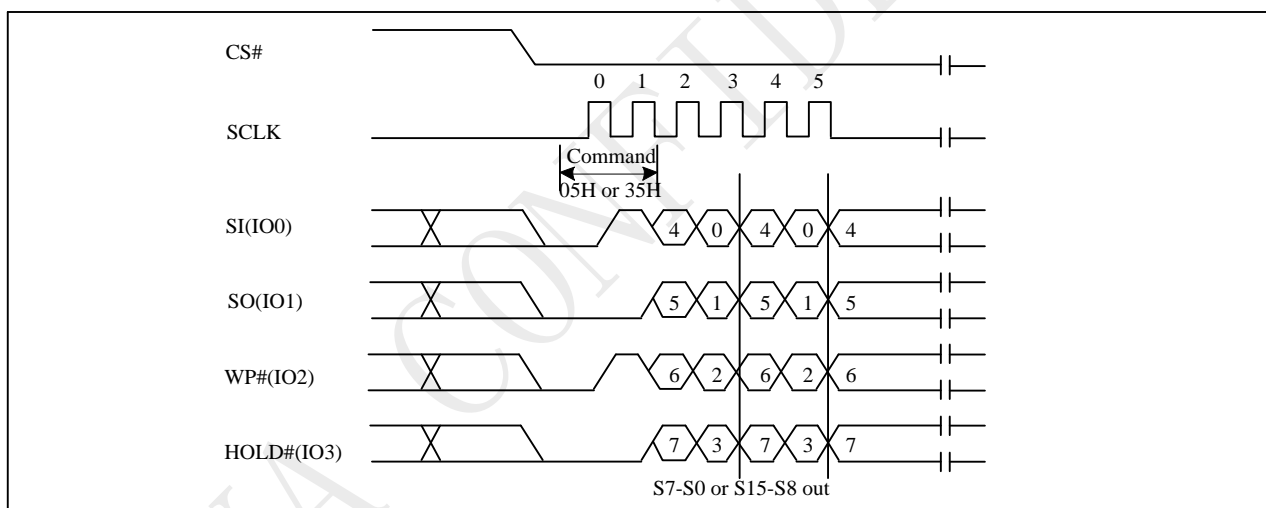 CS#
0 1 2 3 4 5
SCLK
Command
05H or 35H
SI(IO0) 4 0 4 0 4
SO(IO1) 5 1 5 1 5
WP#(IO2) 6 2 6 2 6
HOLD#(IO3) 7 3 7 3 7
S7-S0 or S15-S8 out